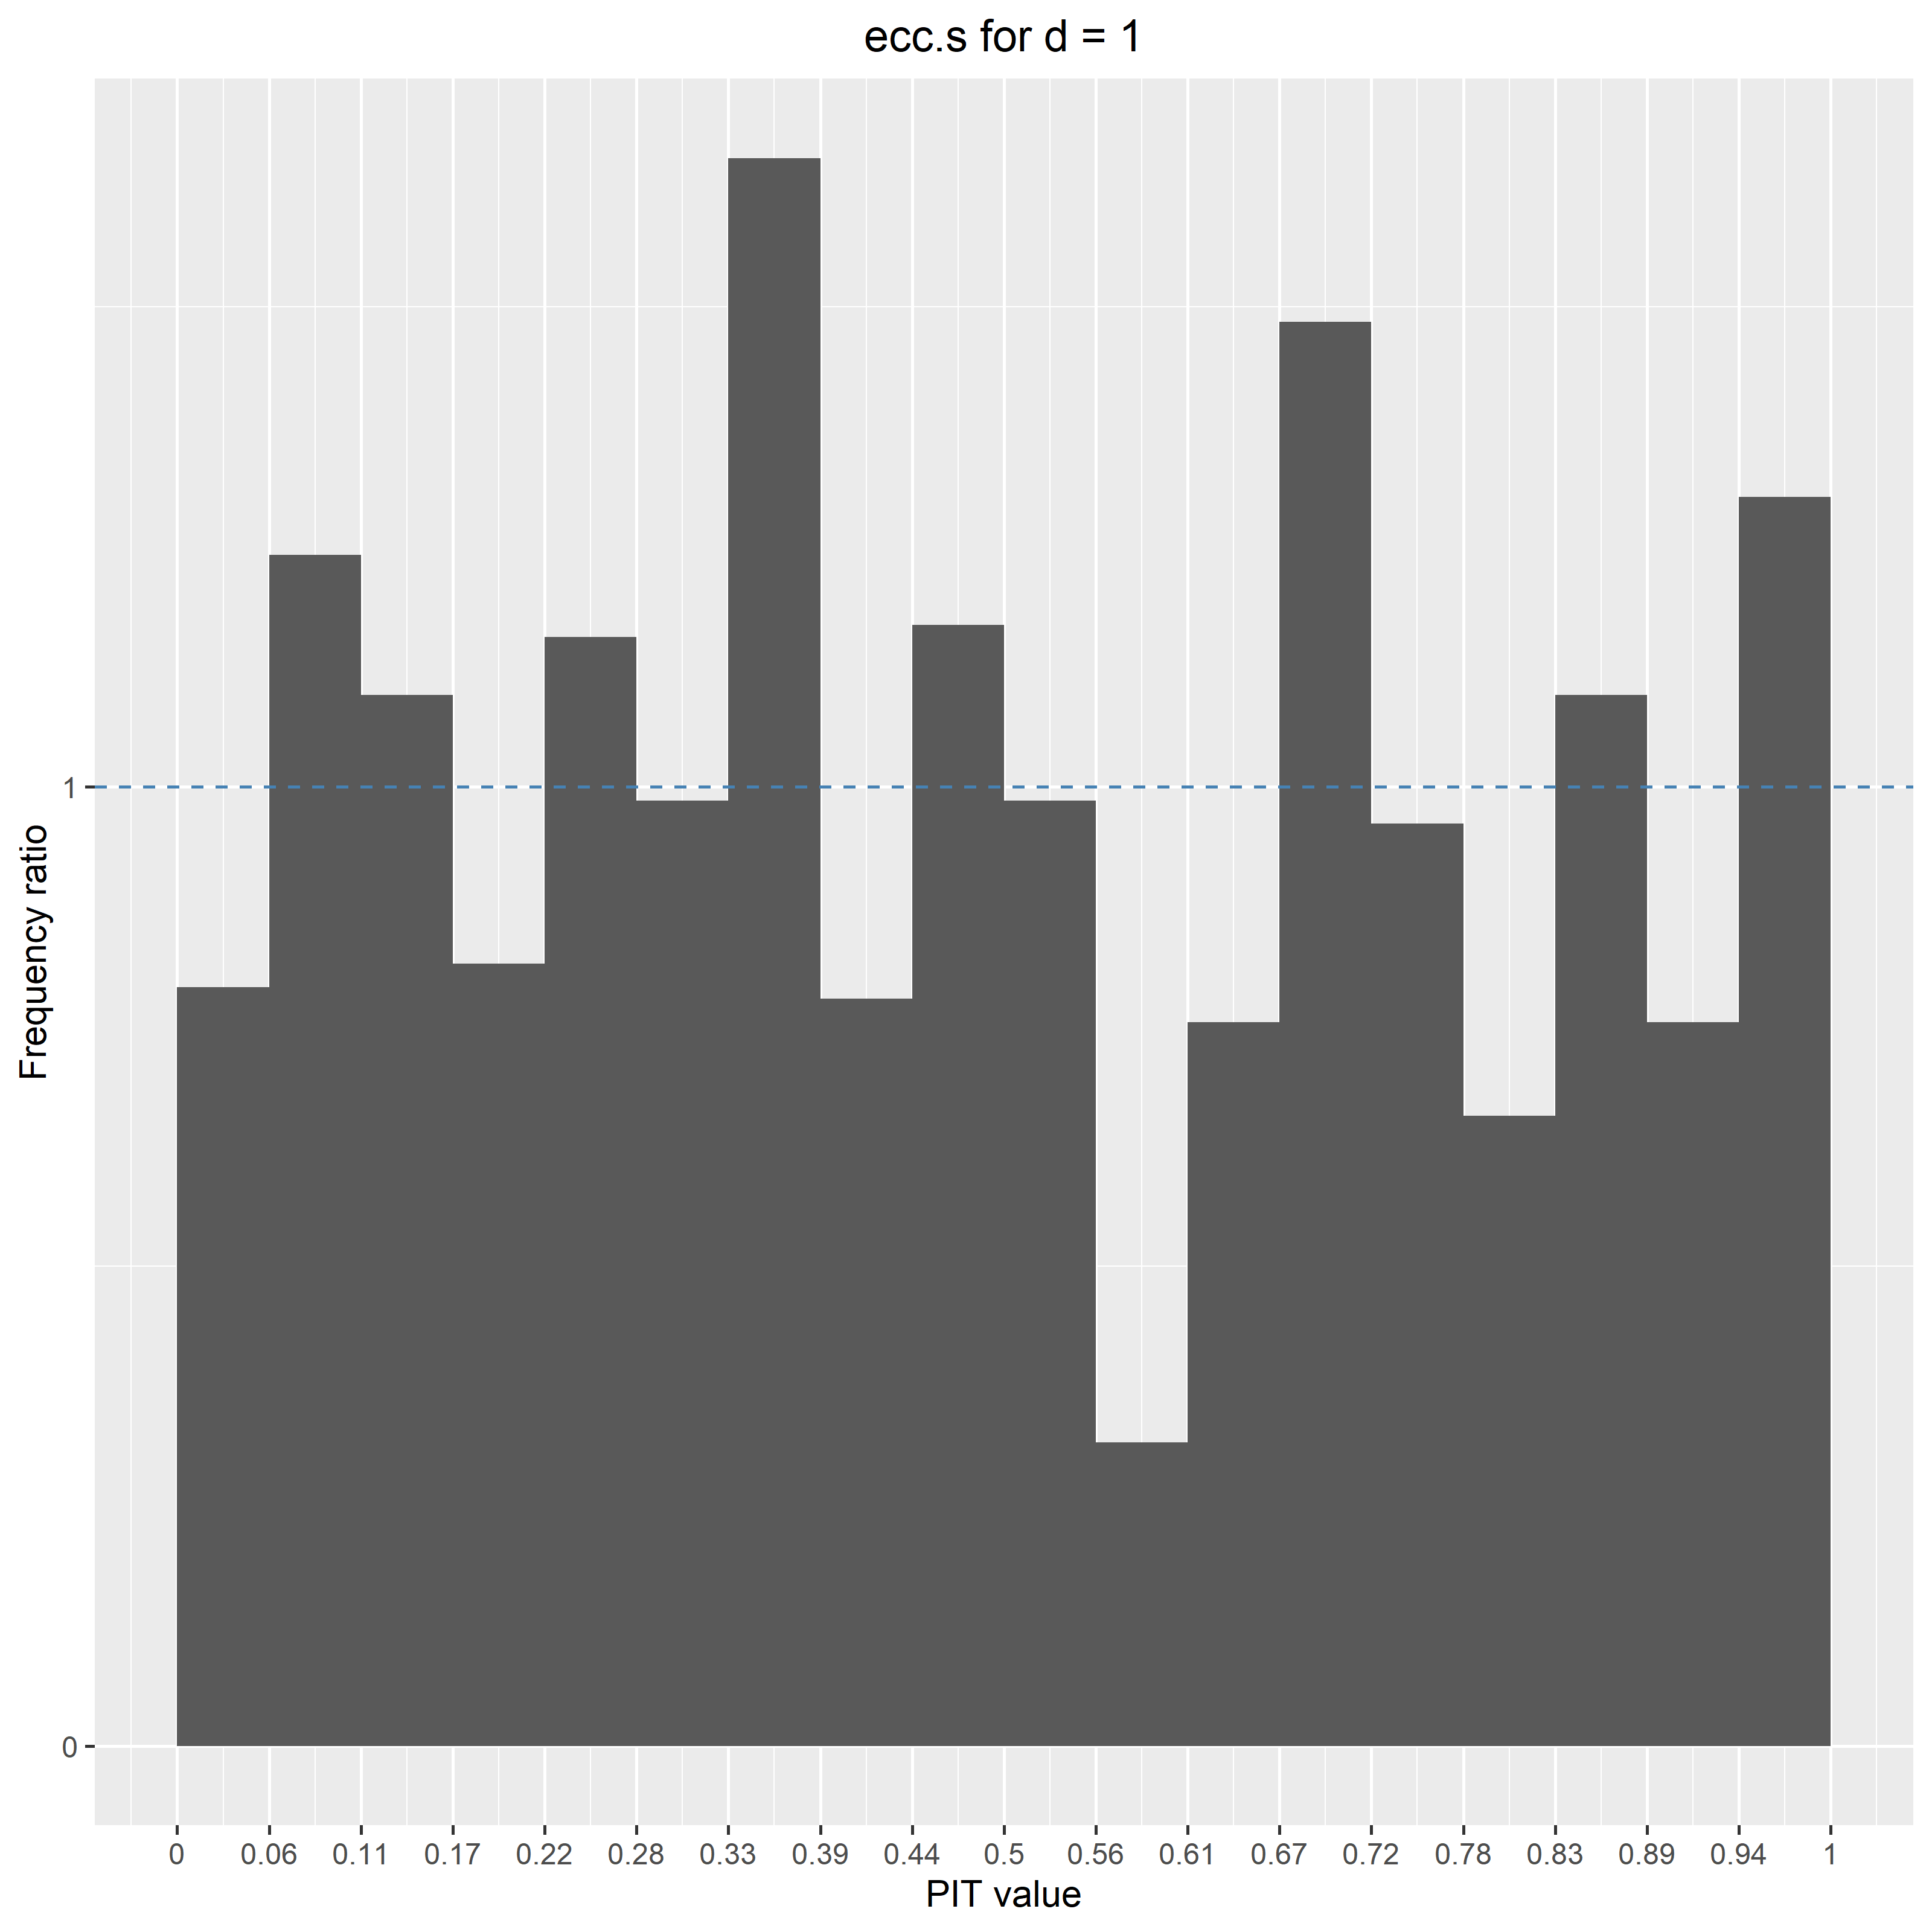 ecc.s for d = 1
Frequency ratio
1
0
0 0.06 0.11 0.17 0.22 0.28 0.33 0.39 0.44 0.5 0.56 0.61 0.67 0.72 0.78 0.83 0.89 0.94 1
PIT value